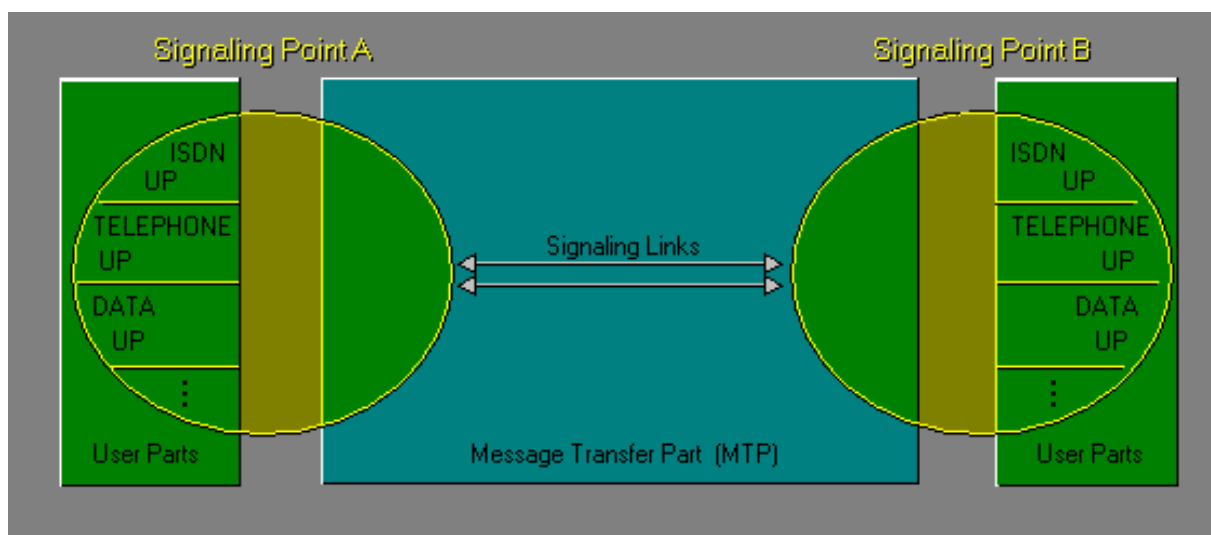 Signaling Point A
Signaling Point B
ISDN
UP
TELEPHONE
UP
DATA
UP
⋮
User Parts
Signaling Links
Message Transfer Part (MTP)
ISDN
UP
TELEPHONE
UP
DATA
UP
⋮
User Parts